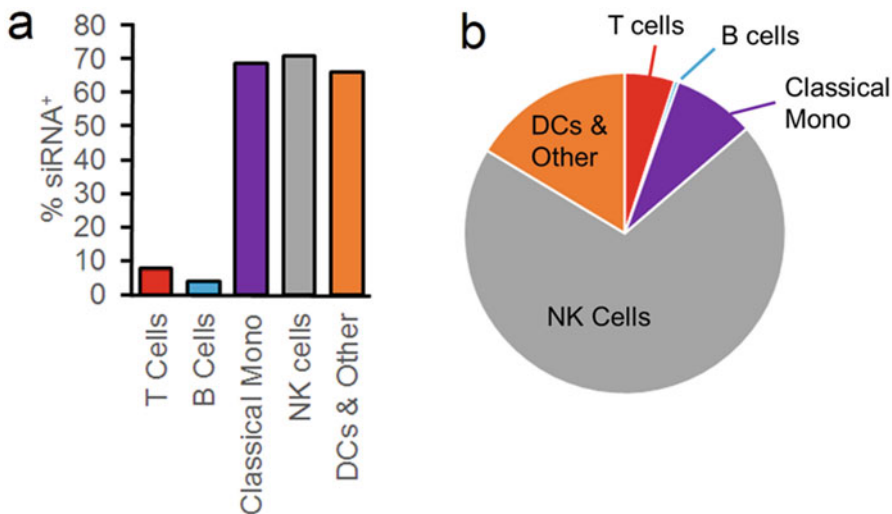 a
80
70
60
50
40
30
20
10
0
% siRNA⁺
T Cells
B Cells
Classical Mono
NK cells
DCs & Other
b
T cells
B cells
Classical
Mono
DCs &
Other
NK Cells